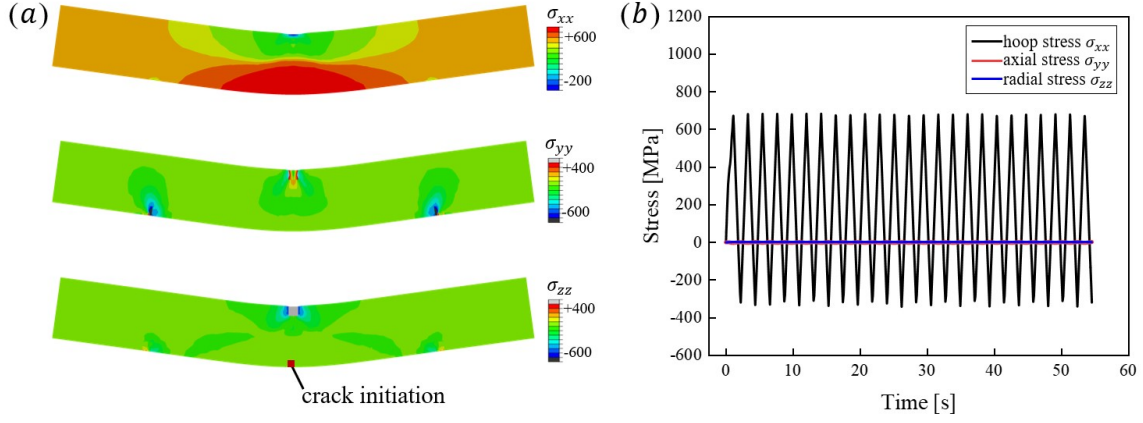 (a)
σxx
+600
-200
σyy
+400
-600
σzz
+400
-600
crack initiation
(b)
1200
1000
800
600
400
200
0
-200
-400
-600
Stress [MPa]
hoop stress σxx
axial stress σyy
radial stress σzz
0 10 20 30 40 50 60
Time [s]